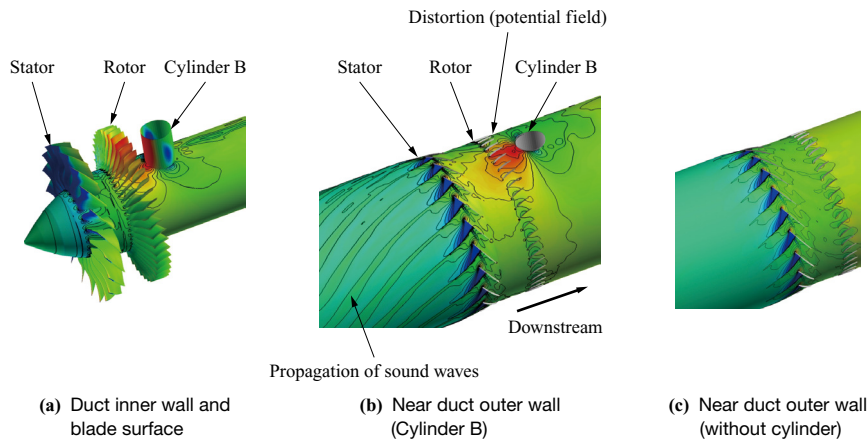 Distortion (potential field)
Stator
Rotor
Cylinder B
Stator
Rotor
Cylinder B
Downstream
Propagation of sound waves
(a) Duct inner wall and
blade surface
(b) Near duct outer wall
(Cylinder B)
(c) Near duct outer wall
(without cylinder)